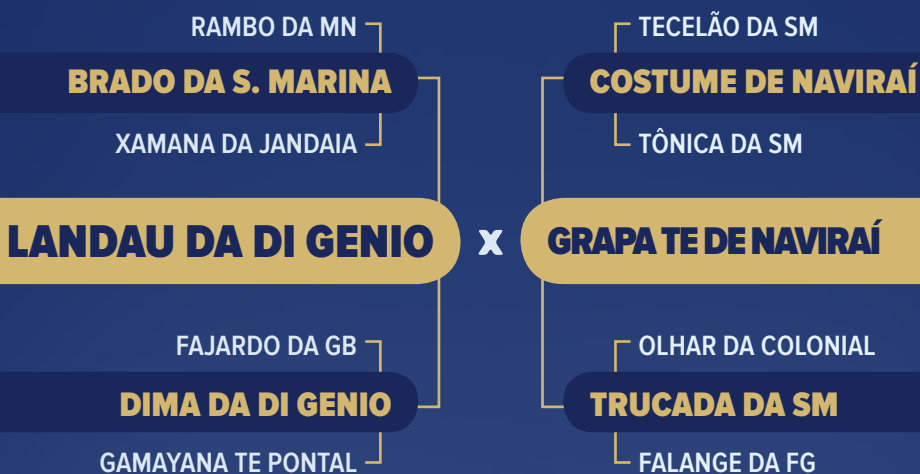 RAMBO DA MN
BRADO DA S. MARINA
XAMANA DA JANDAIA
LANDAU DA DI GENIO
FAJARDO DA GB
DIMA DA DI GENIO
GAMAYANA TE PONTAL
X
TECELÃO DA SM
COSTUME DE NAVIRAÍ
TÔNICA DA SM
GRAPA TE DE NAVIRAÍ
OLHAR DA COLONIAL
TRUCADA DA SM
FALANGE DA FG